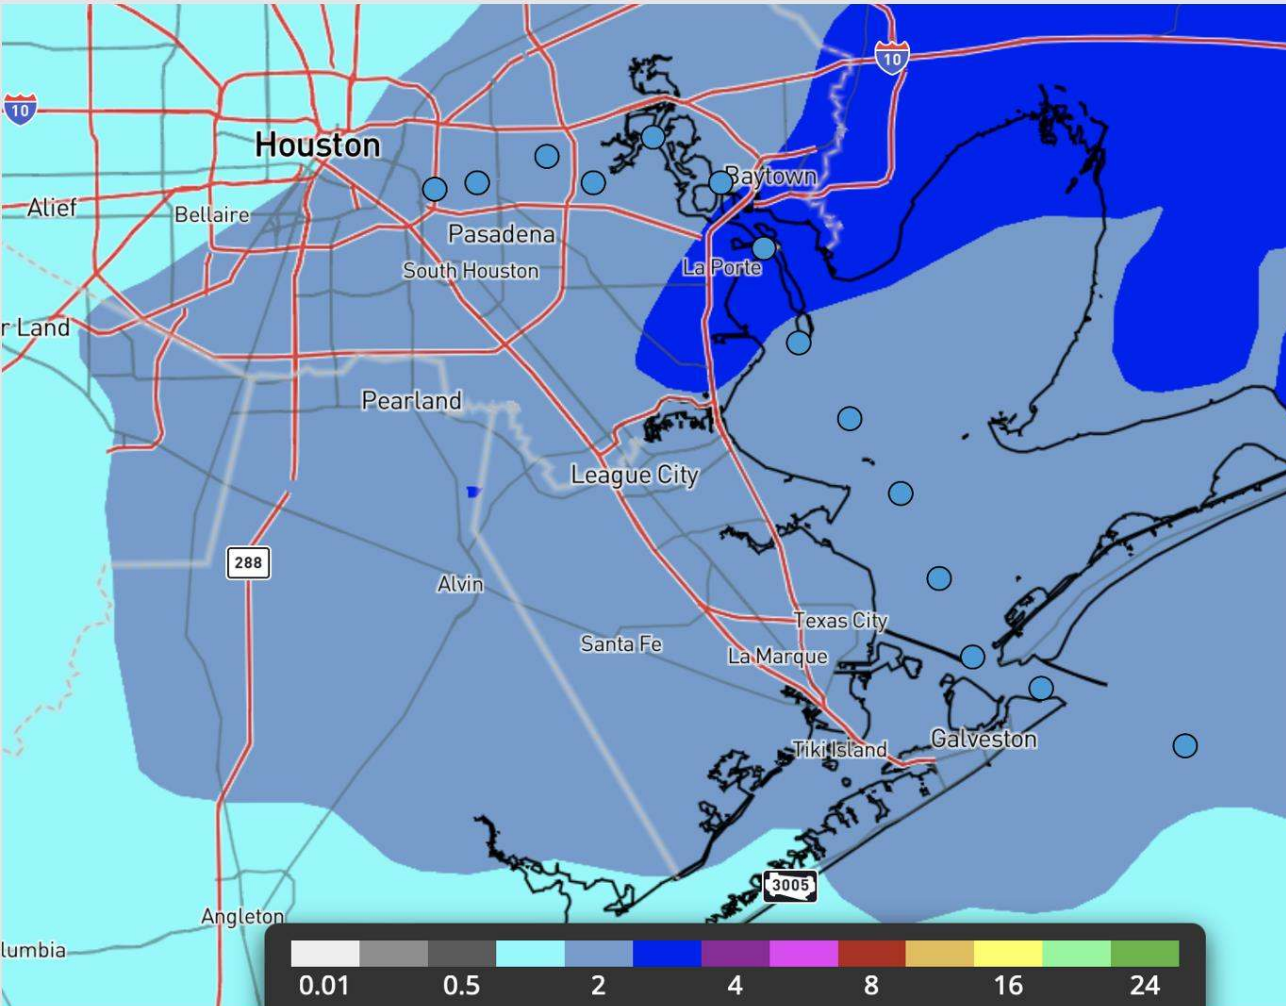 10
10
Houston
Baytown
Alief
Bellaire
Pasadena
La Porte
South Houston
r Land
Pearland
League City
288
Alvin
Texas City
Santa Fe
La Marque
Galveston
Tiki Island
3005
Angleton
lumbia
0.01 0.5 2 4 8 16 24